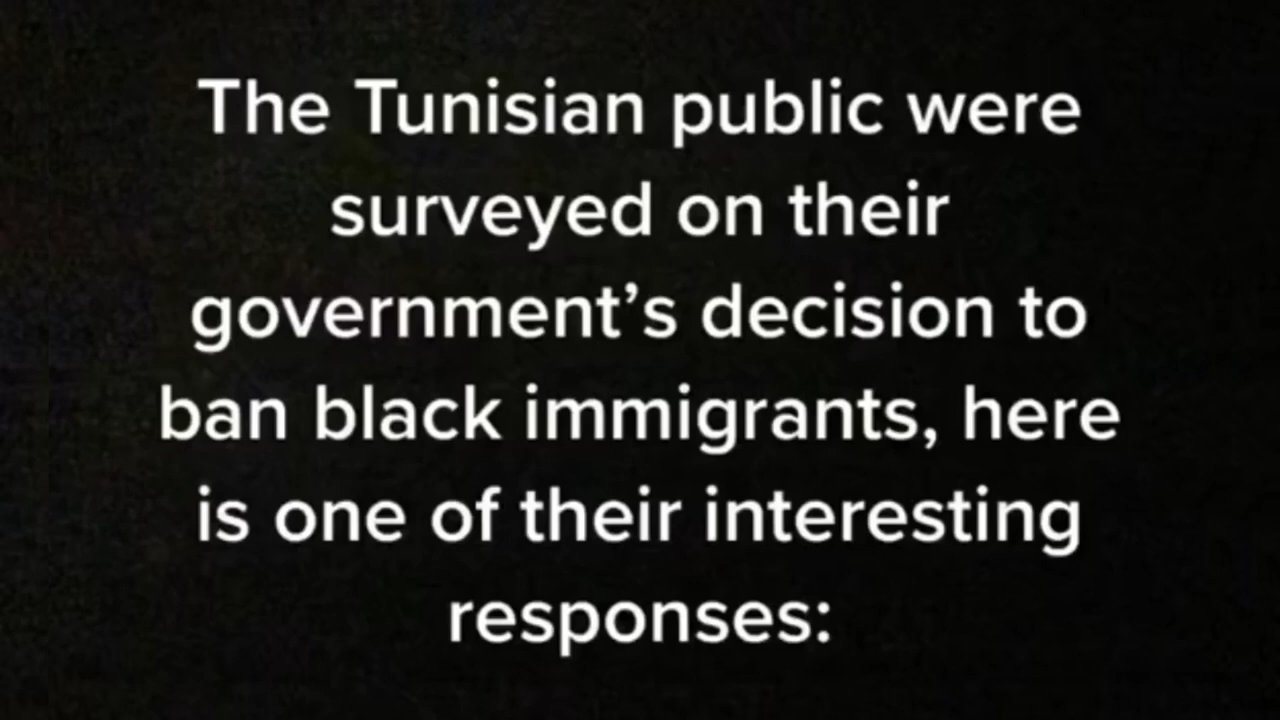 The Tunisian public were
surveyed on their
government’s decision to
ban black immigrants, here
is one of their interesting
responses: